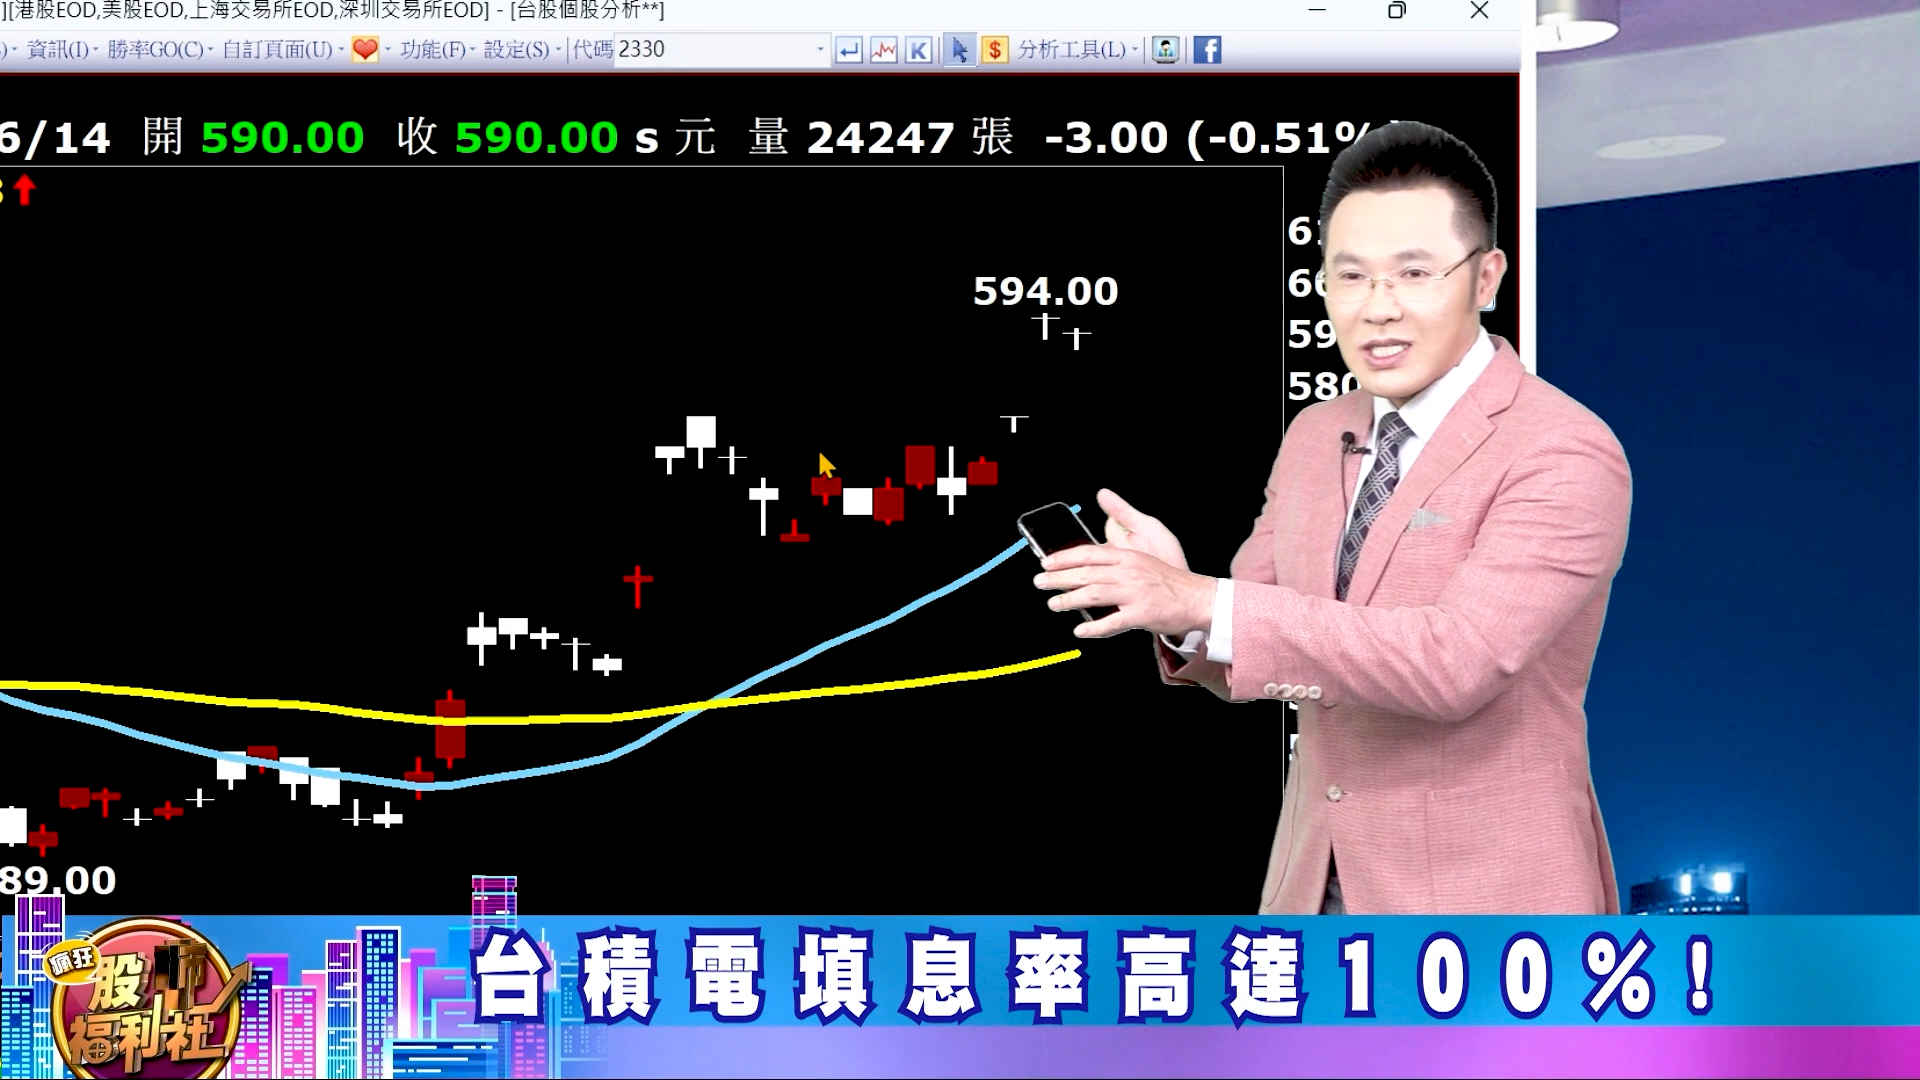 ][港股EOD,美股EOD,上海交易所EOD,深圳交易所EOD] - [台股個股分析**]
資訊(I) 勝率GO(C) 自訂頁面(U) 功能(F) 設定(S) 代碼 2330 K $ 分析工具(L) f
6/14 開 590.00 收 590.00 s 元 量 24247 張 -3.00 (-0.51%
594.00
580
89.00
瘋狂
股市
福利社
台積電填息率高達100%!